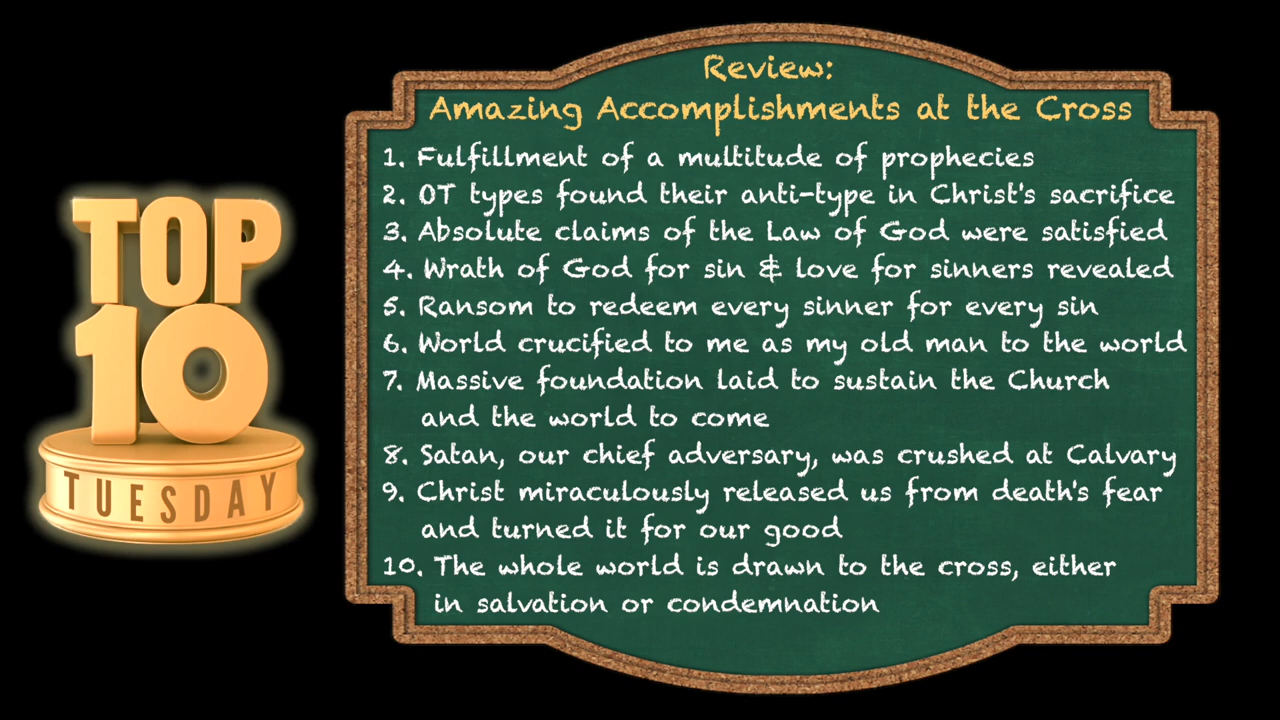 TOP
10
TUESDAY
Review:
Amazing Accomplishments at the Cross
1. Fulfillment of a multitude of prophecies
2. OT types found their anti-type in Christ's sacrifice
3. Absolute claims of the Law of God were satisfied
4. Wrath of God for sin & love for sinners revealed
5. Ransom to redeem every sinner for every sin
6. World crucified to me as my old man to the world
7. Massive foundation laid to sustain the Church
and the world to come
8. Satan, our chief adversary, was crushed at Calvary
9. Christ miraculously released us from death's fear
and turned it for our good
10. The whole world is drawn to the cross, either
in salvation or condemnation